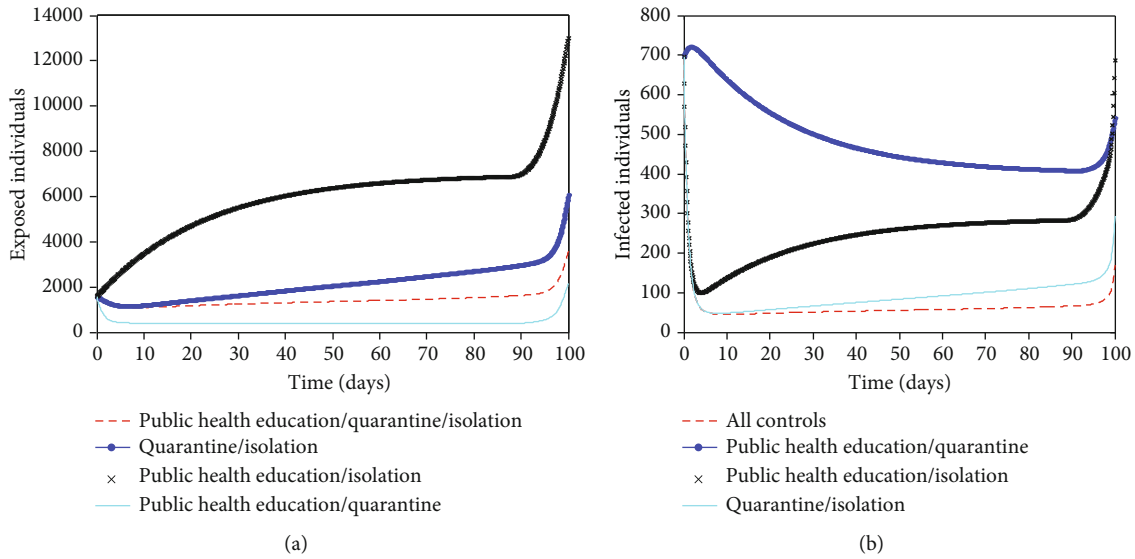 14000
12000
10000
8000
6000
4000
2000
0
Exposed individuals
0 10 20 30 40 50 60 70 80 90 100
Time (days)
Public health education/quarantine/isolation
Quarantine/isolation
Public health education/isolation
Public health education/quarantine
(a)
800
700
600
500
400
300
200
100
0
Infected individuals
0 10 20 30 40 50 60 70 80 90 100
Time (days)
All controls
Public health education/quarantine
Public health education/isolation
Quarantine/isolation
(b)